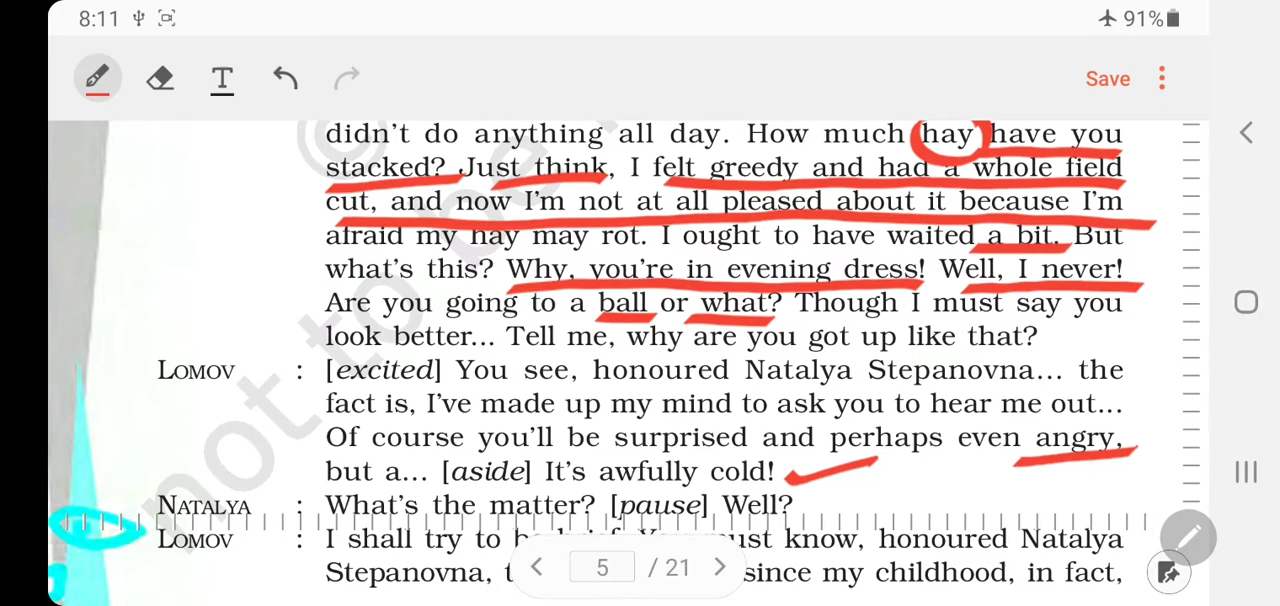 8:11 91%
T Save
didn't do anything all day. How much hay have you
stacked? Just think, I felt greedy and had a whole field
cut, and now I'm not at all pleased about it because I'm
afraid my hay may rot. I ought to have waited a bit. But
what's this? Why, you're in evening dress! Well, I never!
Are you going to a ball or what? Though I must say you
look better... Tell me, why are you got up like that?
LOMOV : [excited] You see, honoured Natalya Stepanovna... the
fact is, I've made up my mind to ask you to hear me out...
Of course you'll be surprised and perhaps even angry,
but a... [aside] It's awfully cold!
NATALYA : What's the matter? [pause] Well?
LOMOV : I shall try to must know, honoured Natalya
Stepanovna, since my childhood, in fact,
5 / 21
not to be